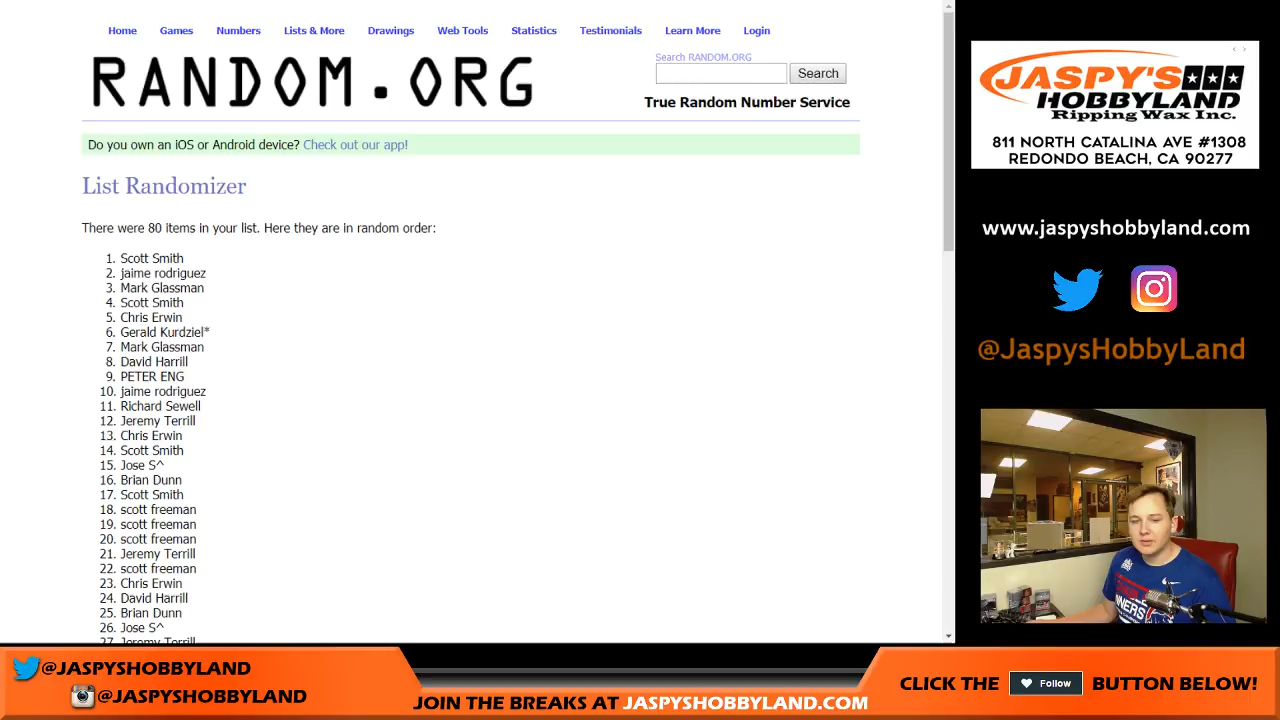 Home Games Numbers Lists & More Drawings Web Tools Statistics Testimonials Learn More Login
RANDOM.ORG
Search RANDOM.ORG
Search
True Random Number Service
Do you own an iOS or Android device? Check out our app!
List Randomizer
There were 80 items in your list. Here they are in random order:
1. Scott Smith
2. jaime rodriguez
3. Mark Glassman
4. Scott Smith
5. Chris Erwin
6. Gerald Kurdziel*
7. Mark Glassman
8. David Harrill
9. PETER ENG
10. jaime rodriguez
11. Richard Sewell
12. Jeremy Terrill
13. Chris Erwin
14. Scott Smith
15. Jose S^
16. Brian Dunn
17. Scott Smith
18. scott freeman
19. scott freeman
20. scott freeman
21. Jeremy Terrill
22. scott freeman
23. Chris Erwin
24. David Harrill
25. Brian Dunn
26. Jose S^
27. Jeremy Terrill
JASPY'S
HOBBYLAND
Ripping Wax Inc.
811 NORTH CATALINA AVE #1308
REDONDO BEACH, CA 90277
www.jaspyshobbyland.com
@JaspysHobbyLand
@JASPYSHOBBYLAND
@JASPYSHOBBYLAND
JOIN THE BREAKS AT JASPYSHOBBYLAND.COM
CLICK THE Follow BUTTON BELOW!